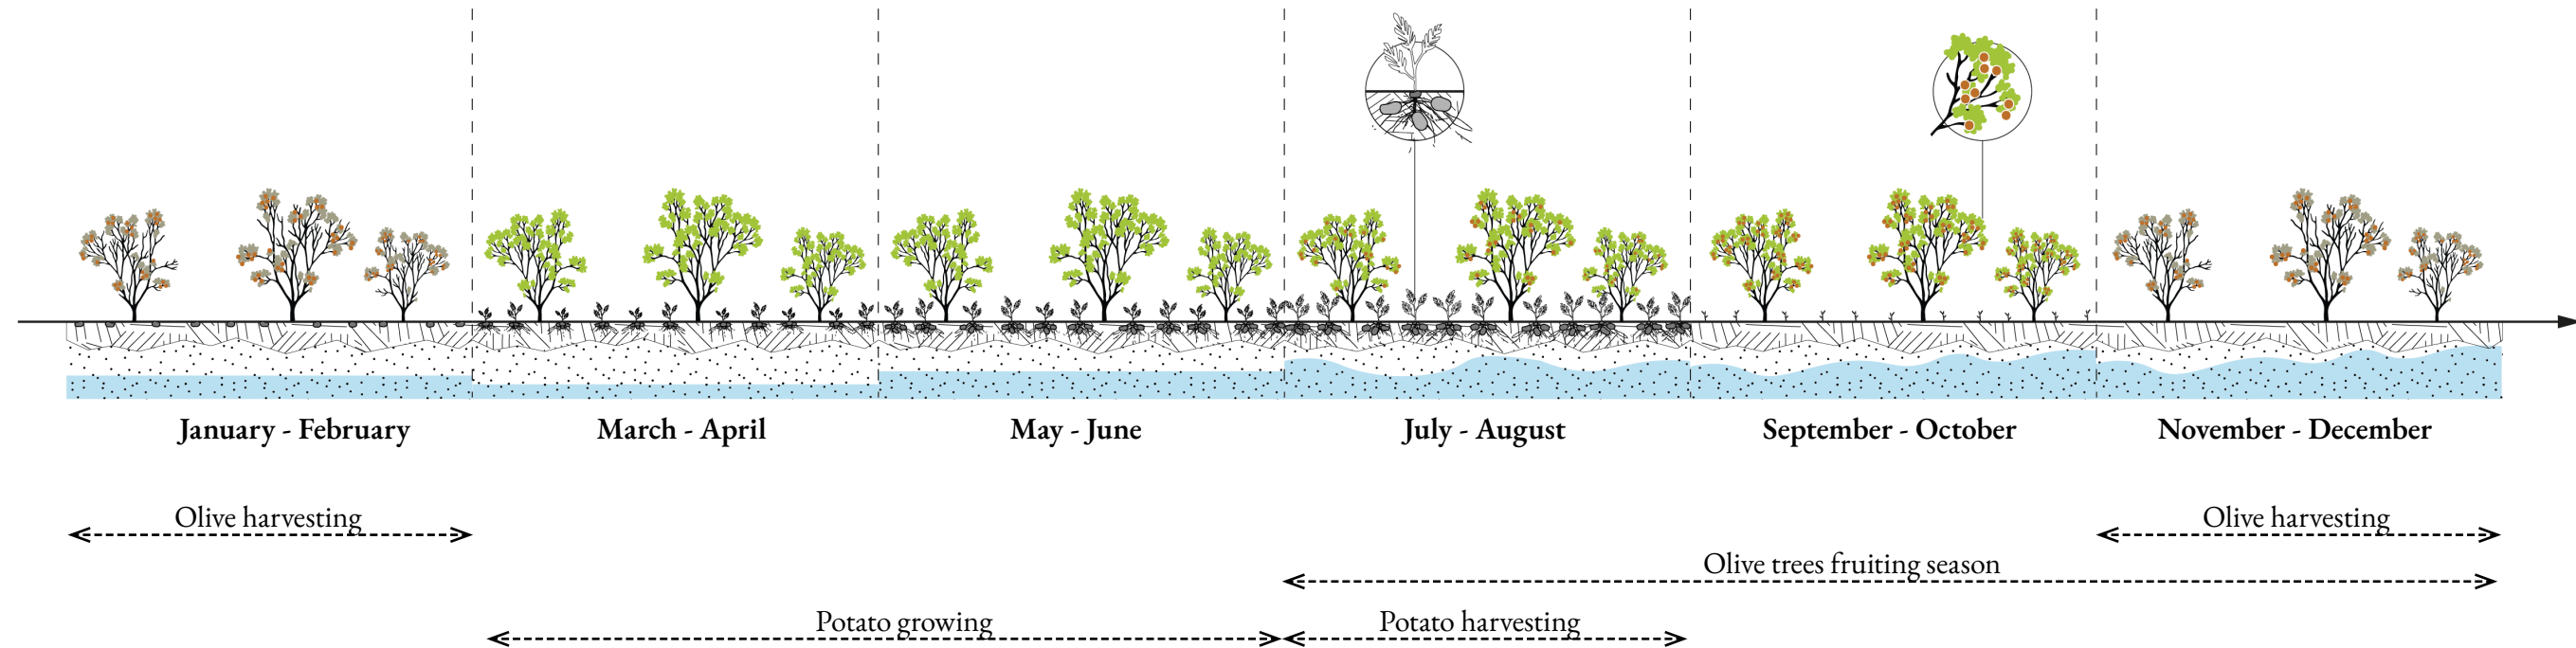 January - February
March - April
May - June
July - August
September - October
November - December
Olive harvesting
Olive harvesting
Olive trees fruiting season
Potato growing
Potato harvesting